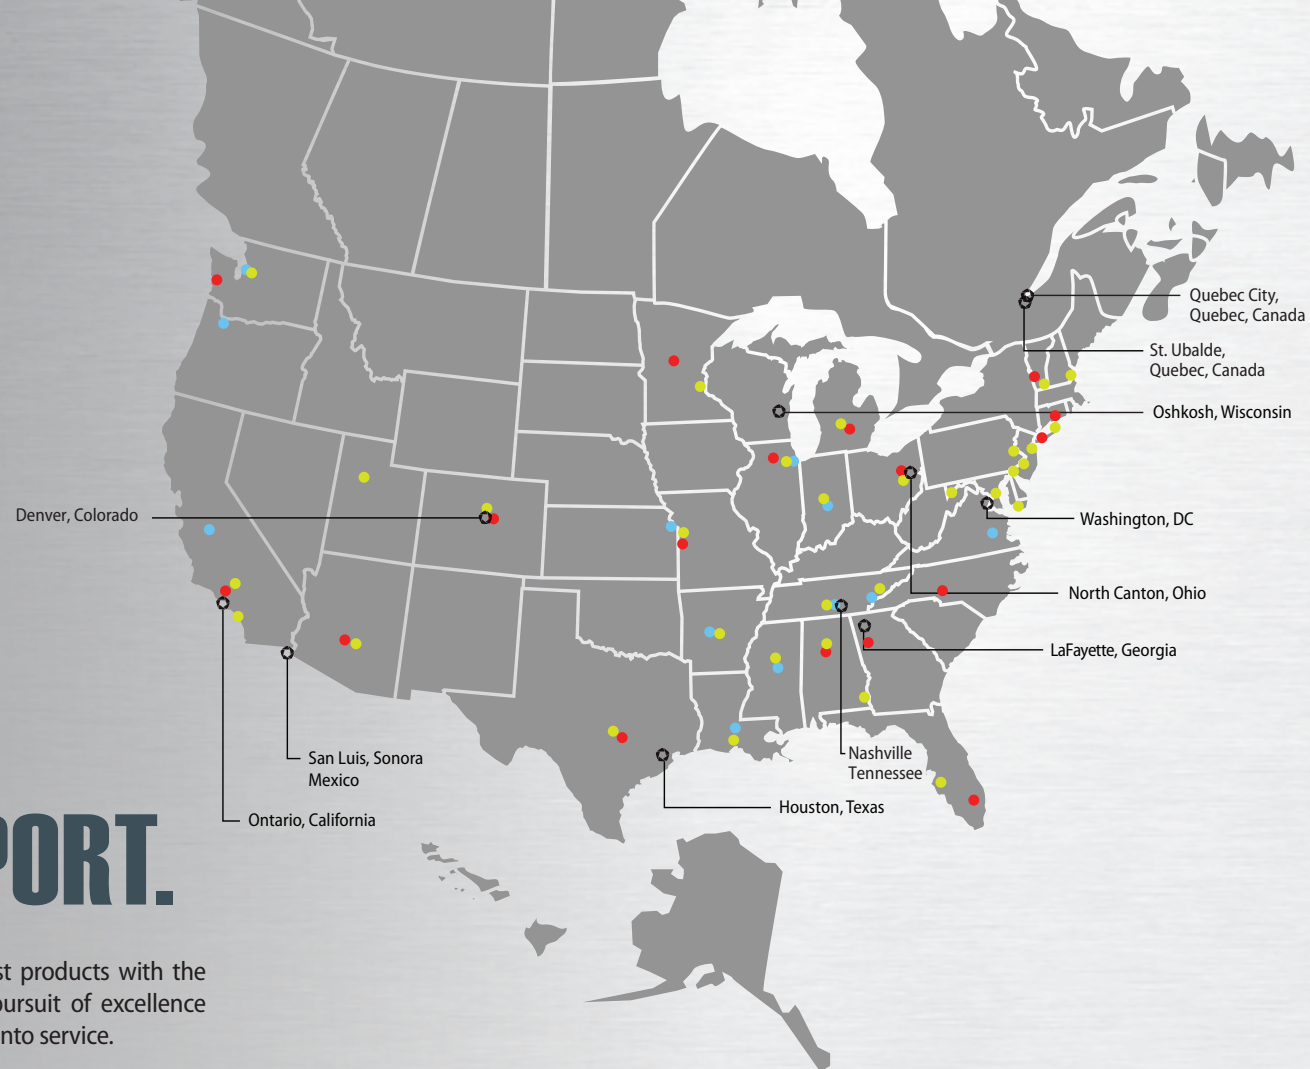 Quebec City,
Quebec, Canada
St. Ubalde,
Quebec, Canada
Oshkosh, Wisconsin
Denver, Colorado
Washington, DC
North Canton, Ohio
LaFayette, Georgia
San Luis, Sonora
Mexico
Nashville
Tennessee
Houston, Texas
Ontario, California
PORT.
st products with the
pursuit of excellence
nto service.